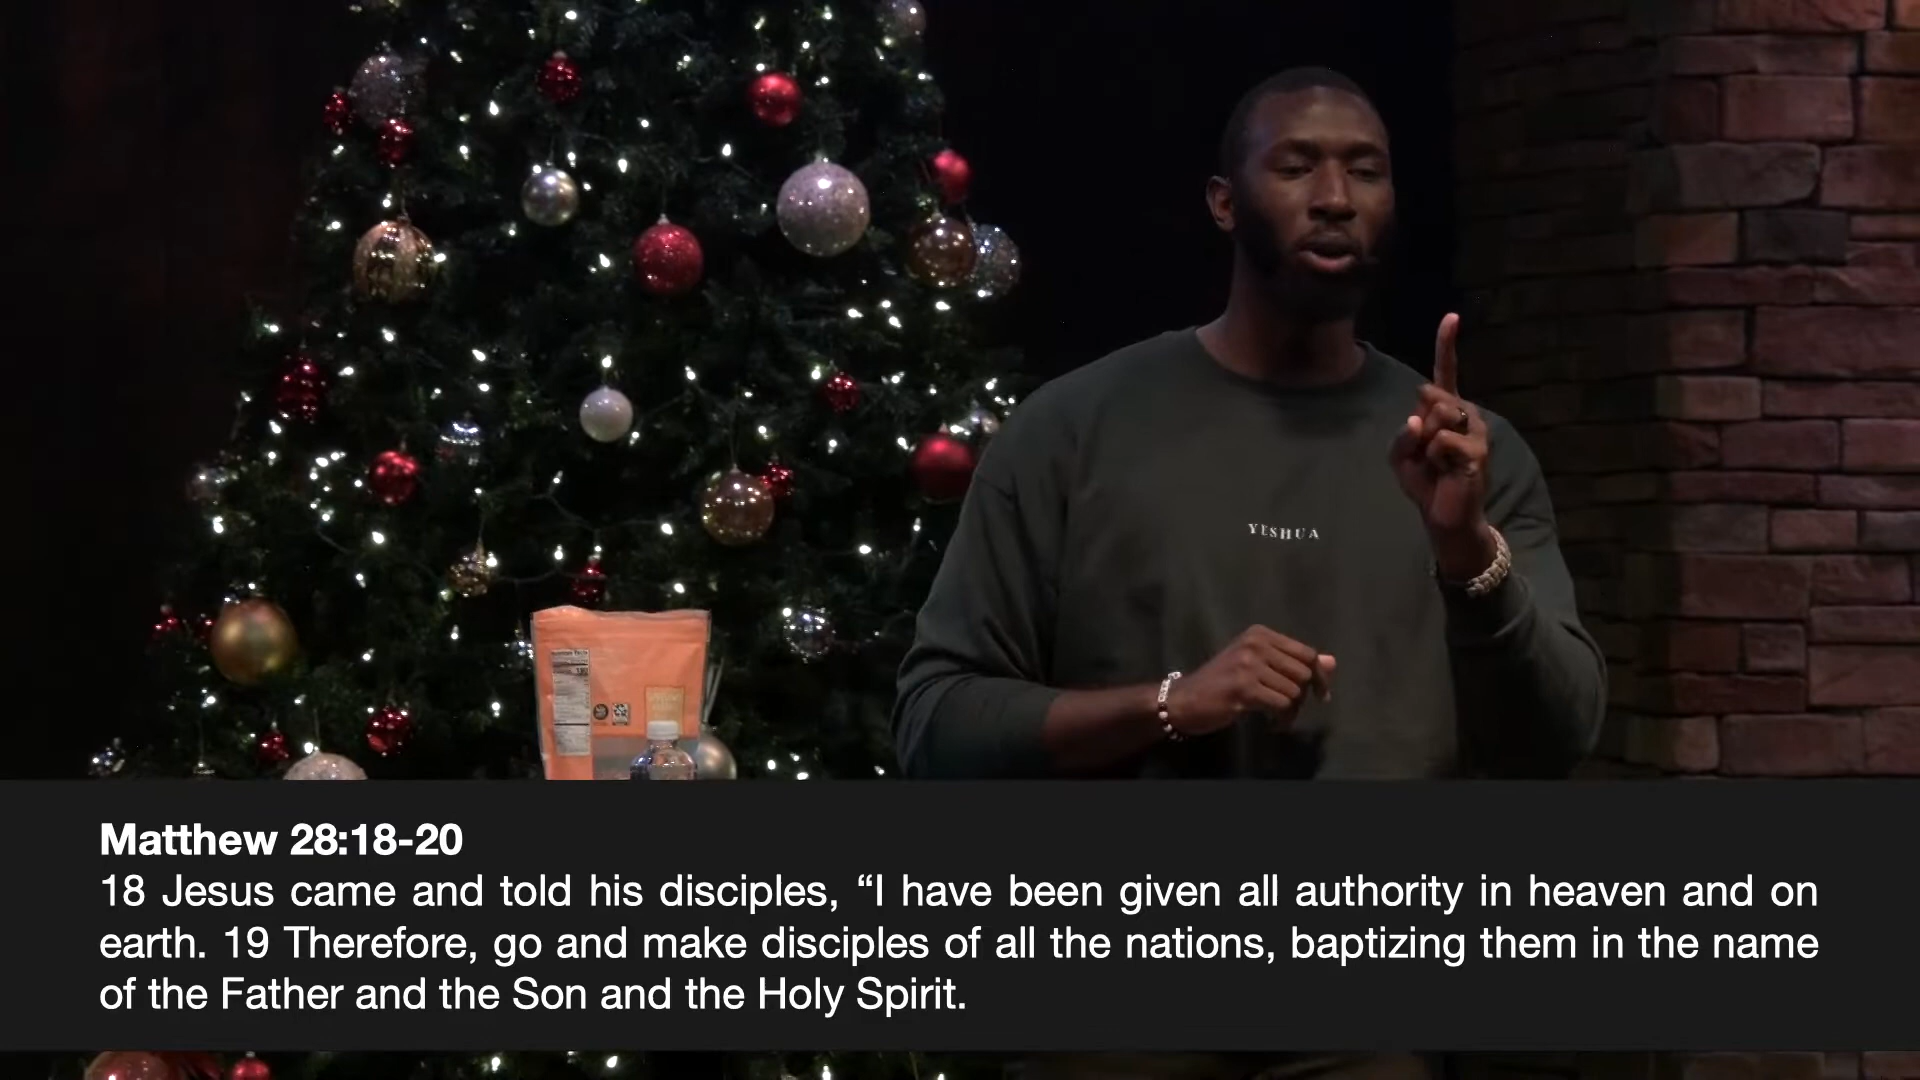 YESHUA
Matthew 28:18-20
18 Jesus came and told his disciples, “I have been given all authority in heaven and on
earth. 19 Therefore, go and make disciples of all the nations, baptizing them in the name
of the Father and the Son and the Holy Spirit.